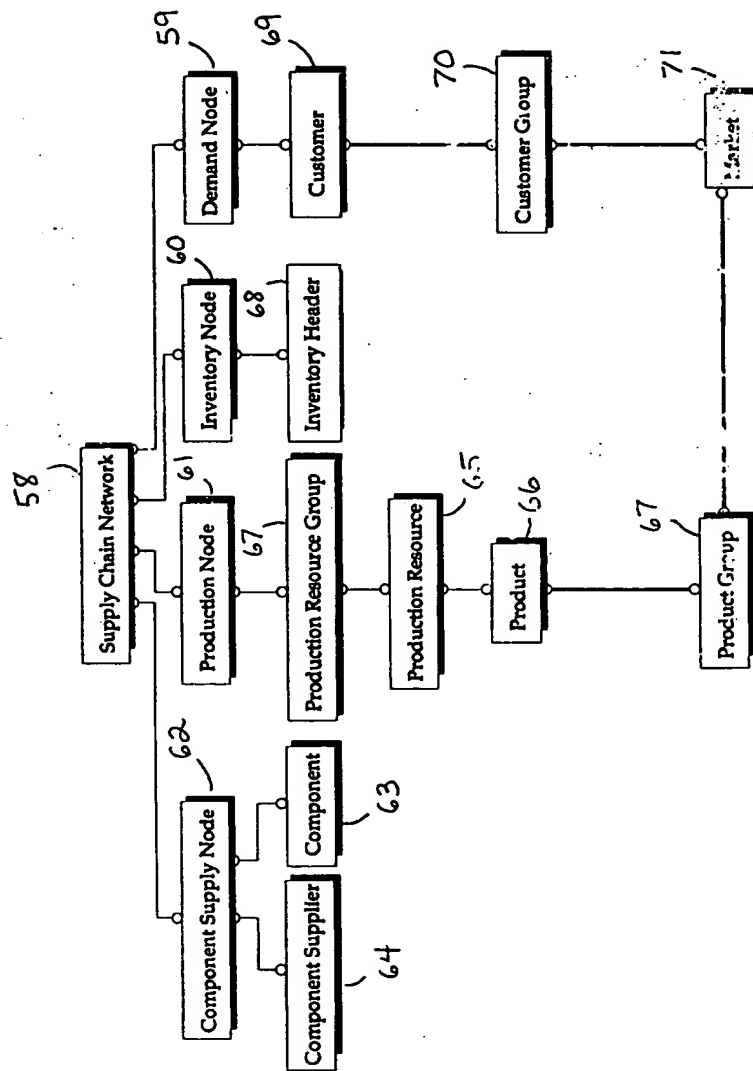 58
Supply Chain Network
62
Component Supply Node
61
Production Node
60
Inventory Node
59
Demand Node
64
Component Supplier
63
Component
67
Production Resource Group
68
Inventory Header
69
Customer
65
Production Resource
66
Product
70
Customer Group
67
Product Group
71
Market